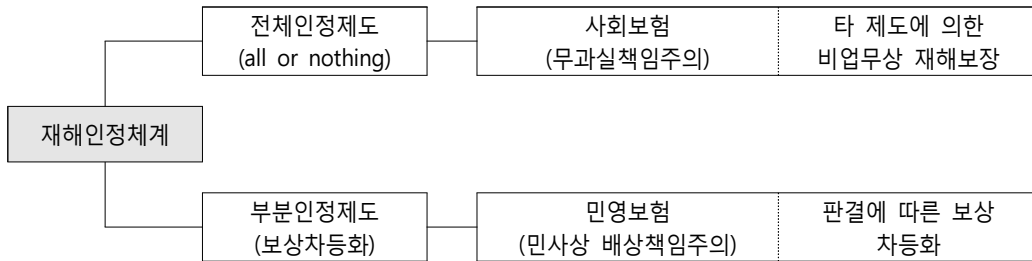 전체인정제도
(all or nothing)
사회보험
(무과실책임주의)
타 제도에 의한
비업무상 재해보장
재해인정체계
부분인정제도
(보상차등화)
민영보험
(민사상 배상책임주의)
판결에 따른 보상
차등화